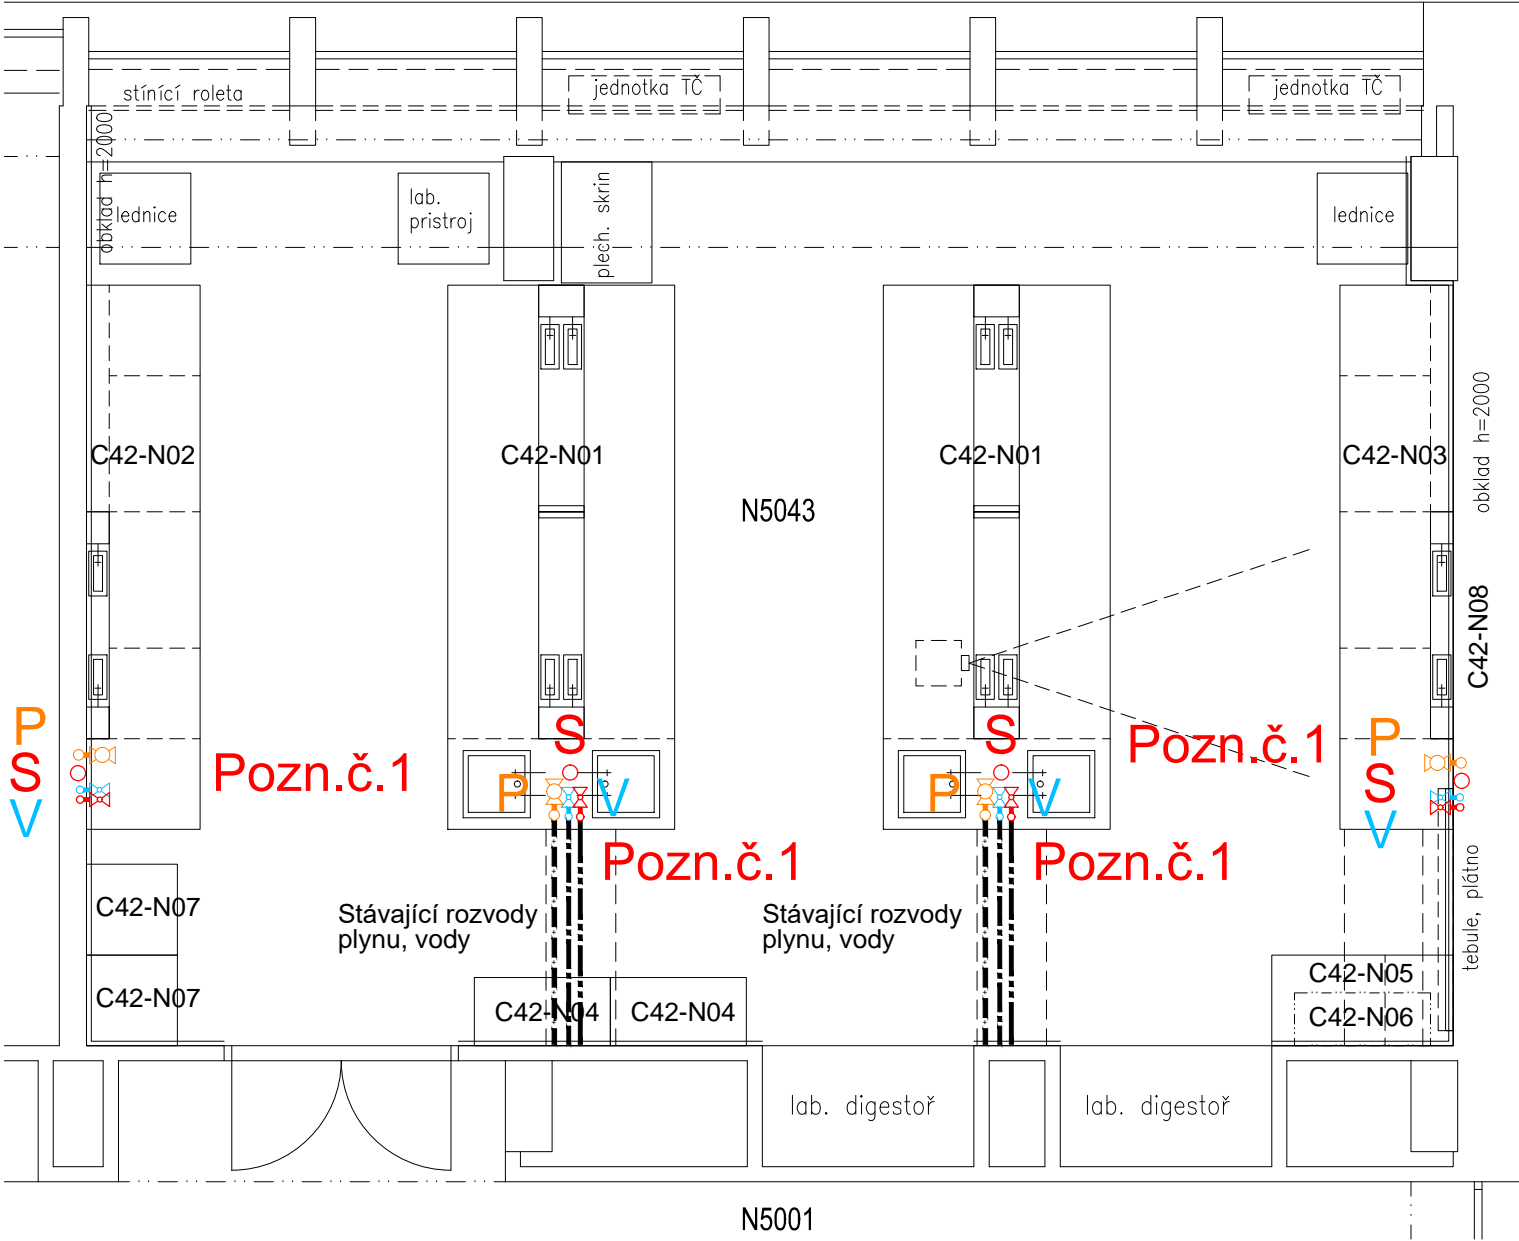 stínící roleta
jednotka TČ
jednotka TČ
obklad h=2000
lednice
lab.
pristroj
plech. skrin
lednice
C42-N02
C42-N01
C42-N01
C42-N03
obklad h=2000
N5043
C42-N08
P
S
V
Pozn.č.1
S
P
V
Pozn.č.1
S
P
V
Pozn.č.1
Pozn.č.1
P
S
V
tebule, plátno
C42-N07
Stávající rozvody
plynu, vody
Stávající rozvody
plynu, vody
C42-N07
C42-N04
C42-N04
C42-N05
C42-N06
lab. digestoř
lab. digestoř
N5001